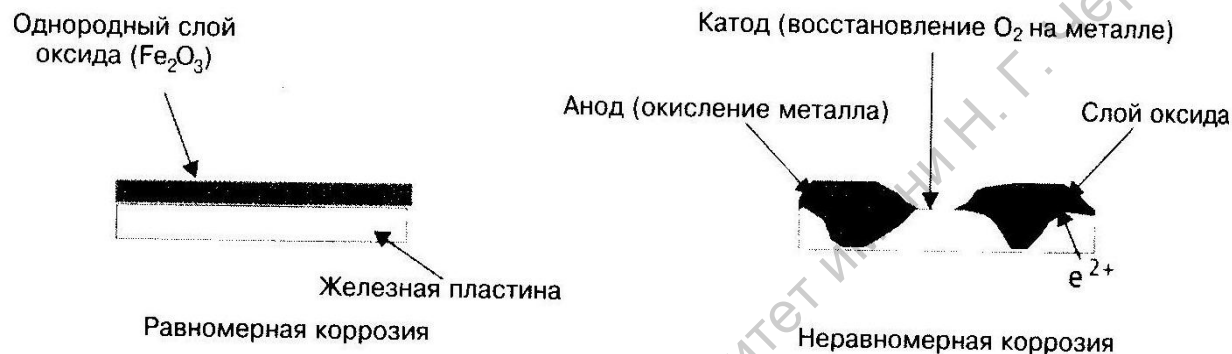 Однородный слой
оксида (Fe₂O₃)
Железная пластина
Равномерная коррозия
Катод (восстановление O₂ на металле)
Анод (окисление металла)
Слой оксида
e²⁺
Неравномерная коррозия
Н. Г.